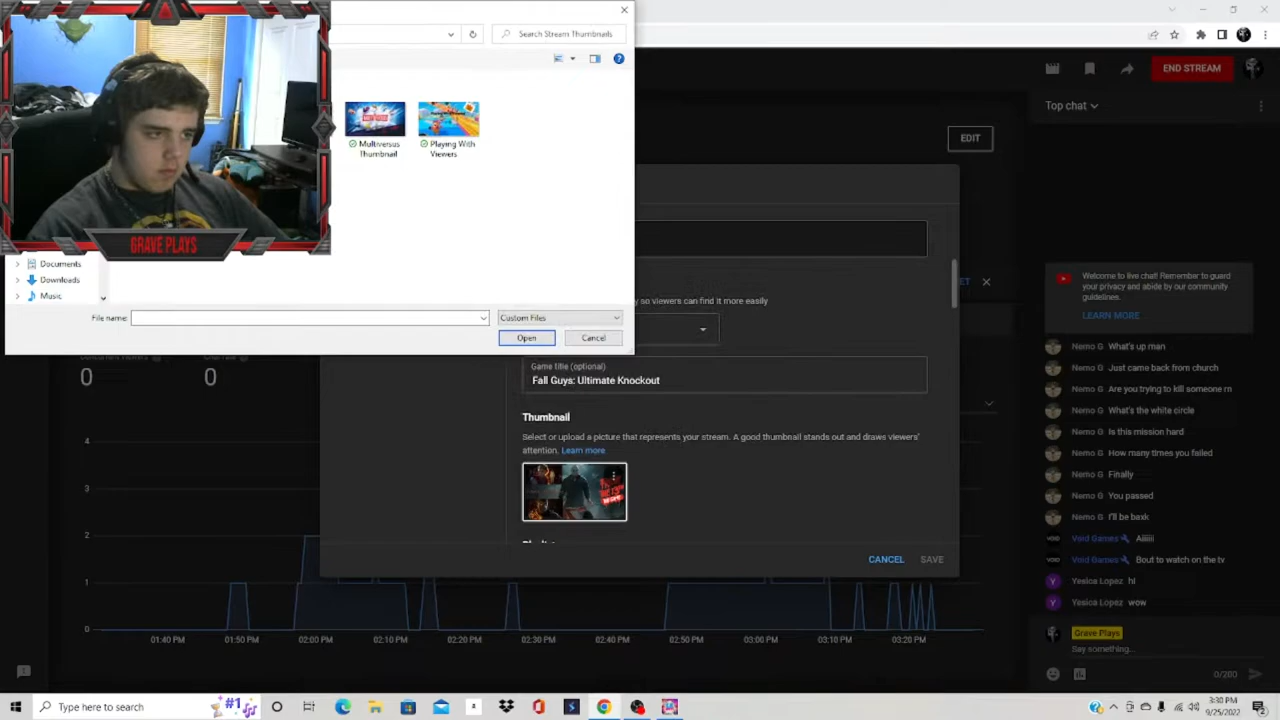 Search Stream Thumbnails
Multiversus
Thumbnail
Playing With
Viewers
GRAVE PLAYS
Documents
Downloads
Music
File name:
Custom Files
Open
Cancel
END STREAM
Top chat
EDIT
so viewers can find it more easily
Game title (optional)
Fall Guys: Ultimate Knockout
Thumbnail
Select or upload a picture that represents your stream. A good thumbnail stands out and draws viewers'
attention. Learn more
CANCEL
SAVE
0
0
4
3
2
1
0
01:40 PM
01:50 PM
02:00 PM
02:10 PM
02:20 PM
02:30 PM
02:40 PM
02:50 PM
03:00 PM
03:10 PM
03:20 PM
Welcome to live chat! Remember to guard
your privacy and abide by our community
guidelines.
LEARN MORE
Nemo G What's up man
Nemo G Just came back from church
Nemo G Are you trying to kill someone rn
Nemo G What's the white circle
Nemo G Is this mission hard
Nemo G How many times you failed
Nemo G Finally
Nemo G You passed
Nemo G I'll be baxk
Void Games Aiiiiii
Void Games Bout to watch on the tv
Yesica Lopez hi
Yesica Lopez wow
Grave Plays
Say something...
0/200
Type here to search
#1
3:30 PM
9/25/2022